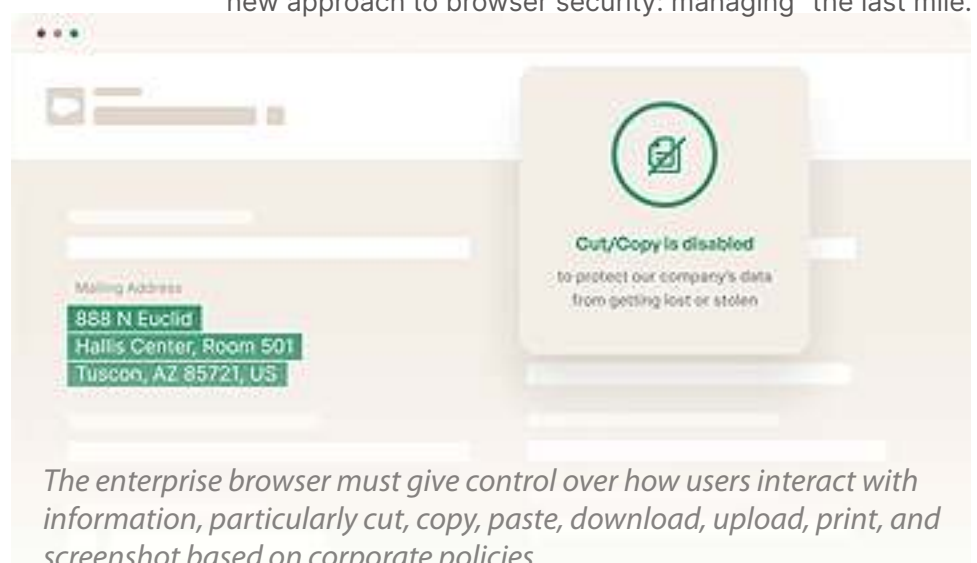 new approach to browser security: managing "the last mile.
Cut/Copy is disabled
to protect our company's data
from getting lost or stolen
Mailing Address
888 N Euclid
Hallis Center, Room 501
Tuscon, AZ 85721, US
The enterprise browser must give control over how users interact with
information, particularly cut, copy, paste, download, upload, print, and
screenshot based on corporate policies